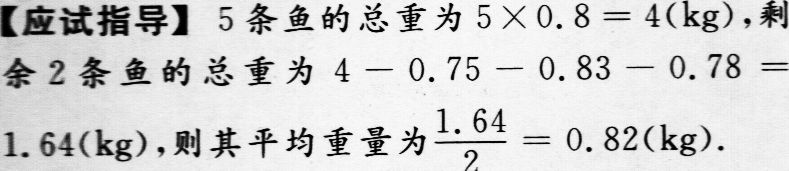 【应试指导】 5条鱼的总重为5×0.8=4(kg),剩
余2条鱼的总重为 4-0.75-0.83-0.78=
1.64(kg),则其平均重量为\frac{1.64}{2}=0.82(kg).